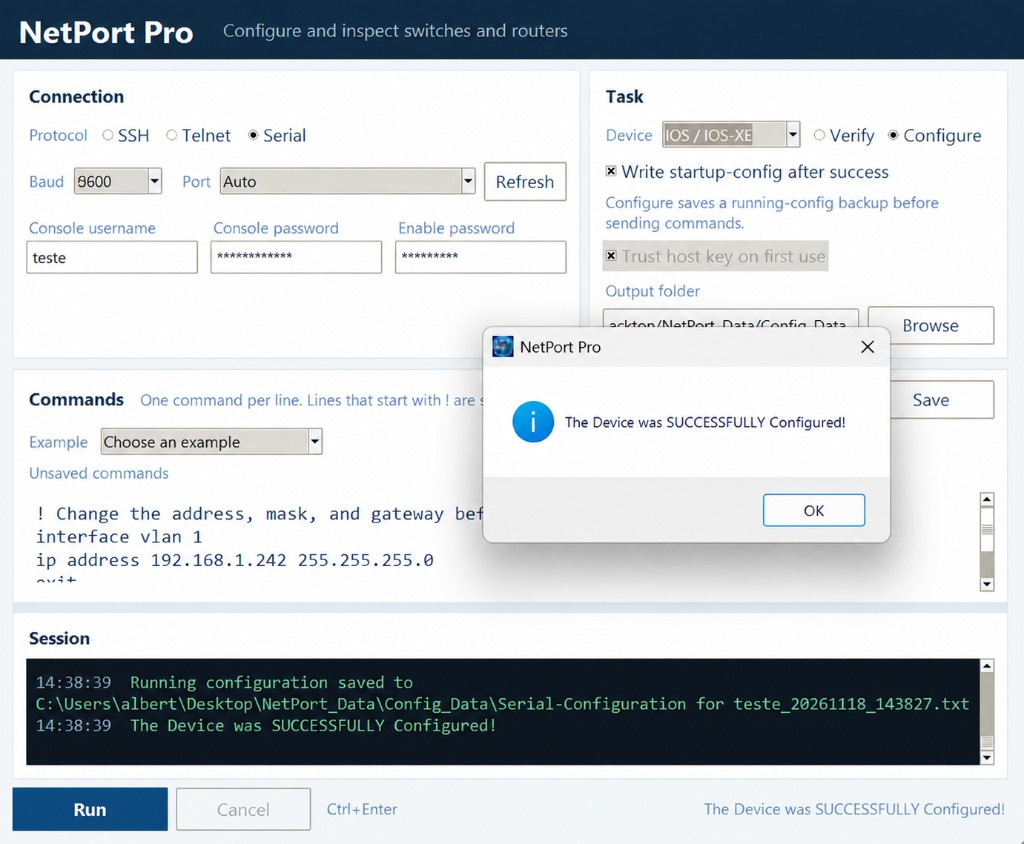 NetPort Pro Configure and inspect switches and routers
Connection
Protocol SSH Telnet Serial
Baud 9600 Port Auto Refresh
Console username Console password Enable password
teste ************ *********
Task
Device IOS / IOS-XE Verify Configure
Write startup-config after success
Configure saves a running-config backup before
sending commands.
Trust host key on first use
Output folder
ackton/NetPort_Data/Config_Data Browse
NetPort Pro
The Device was SUCCESSFULLY Configured!
OK
Commands One command per line. Lines that start with ! are
Save
Example Choose an example
Unsaved commands
! Change the address, mask, and gateway
interface vlan 1
ip address 192.168.1.242 255.255.255.0
exit
Session
14:38:39 Running configuration saved to
C:\Users\albert\Desktop\NetPort_Data\Config_Data\Serial-Configuration for teste_20261118_143827.txt
14:38:39 The Device was SUCCESSFULLY Configured!
Run Cancel Ctrl+Enter The Device was SUCCESSFULLY Configured!